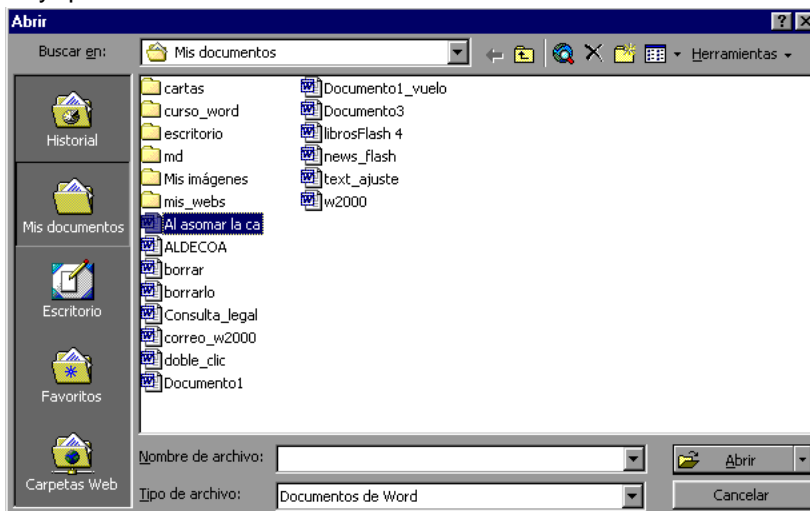 Abrir
Buscar en: Mis documentos Herramientas
Historial
Mis documentos
Escritorio
Favoritos
Carpetas Web
cartas
curso_word
escritorio
md
Mis imágenes
mis_webs
Al asomar la ca
ALDECOA
borrar
borrarlo
Consulta_legal
correo_w2000
doble_clic
Documento1
Documento1_vuelo
Documento3
librosFlash 4
news_flash
text_ajuste
w2000
Nombre de archivo: Abrir
Tipo de archivo: Documentos de Word Cancelar